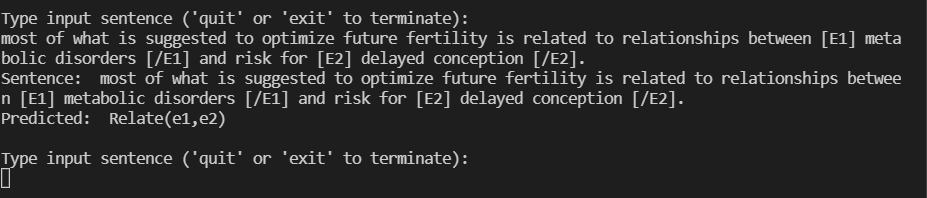 Type input sentence ('quit' or 'exit' to terminate):
most of what is suggested to optimize future fertility is related to relationships between [E1] meta
bolic disorders [/E1] and risk for [E2] delayed conception [/E2].
Sentence:  most of what is suggested to optimize future fertility is related to relationships betwee
n [E1] metabolic disorders [/E1] and risk for [E2] delayed conception [/E2].
Predicted:  Relate(e1,e2)
Type input sentence ('quit' or 'exit' to terminate):